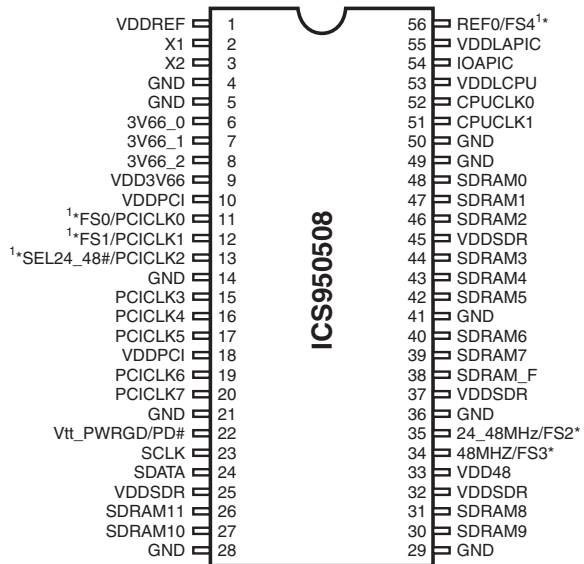 VDDREF 1 56 REF0/FS4¹*
X1 2 55 VDDLAPIC
X2 3 54 IOAPIC
GND 4 53 VDDLCPU
GND 5 52 CPUCLK0
3V66_0 6 51 CPUCLK1
3V66_1 7 50 GND
3V66_2 8 49 GND
VDD3V66 9 48 SDRAM0
VDDPCI 10 47 SDRAM1
¹*FS0/PCICLK0 11 46 SDRAM2
¹*FS1/PCICLK1 12 45 VDDSDR
¹*SEL24_48#/PCICLK2 13 44 SDRAM3
GND 14 43 SDRAM4
PCICLK3 15 42 SDRAM5
PCICLK4 16 41 GND
PCICLK5 17 40 SDRAM6
VDDPCI 18 39 SDRAM7
PCICLK6 19 38 SDRAM_F
PCICLK7 20 37 VDDSDR
GND 21 36 GND
Vtt_PWRGD/PD# 22 35 24_48MHz/FS2*
SCLK 23 34 48MHZ/FS3*
SDATA 24 33 VDD48
VDDSDR 25 32 VDDSDR
SDRAM11 26 31 SDRAM8
SDRAM10 27 30 SDRAM9
GND 28 29 GND
ICS950508